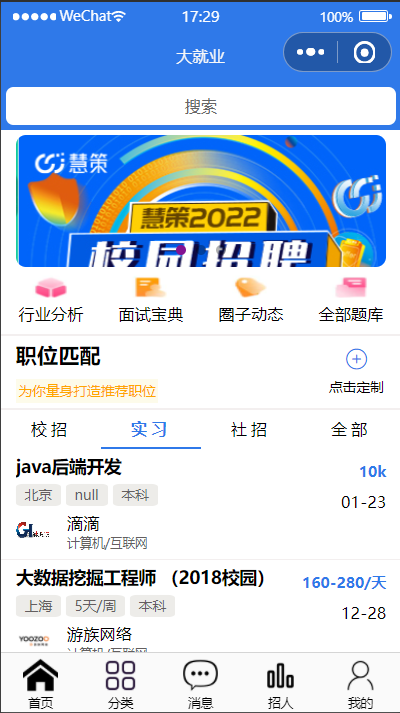 WeChat
17:29
100%
大就业
搜索
慧策
慧策2022
校园招聘
行业分析
面试宝典
圈子动态
全部题库
职位匹配
为你量身打造推荐职位
点击定制
校招
实习
社招
全部
java后端开发
10k
北京
null
本科
01-23
滴滴
计算机/互联网
大数据挖掘工程师 （2018校园）
160-280/天
上海
5天/周
本科
12-28
YOOZOO
游族网络
计算机/互联网
首页
分类
消息
招人
我的